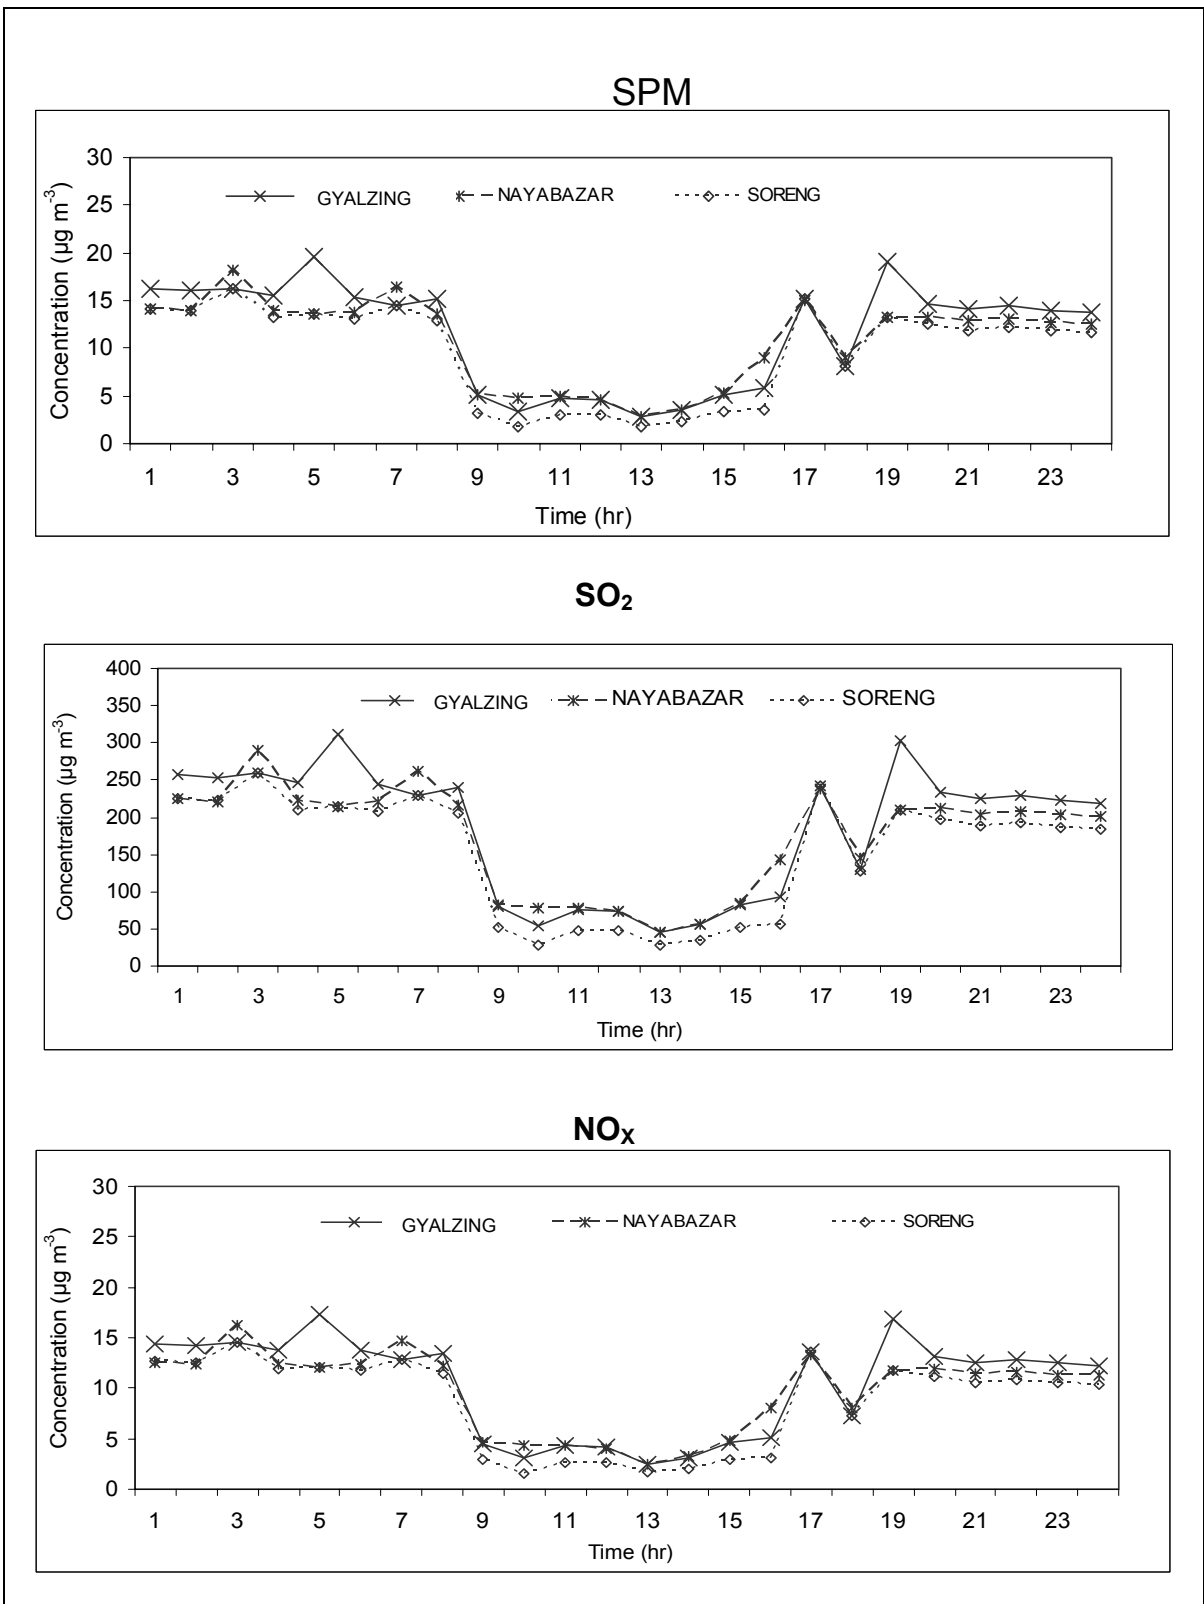 SPM
30
25
20
15
10
5
0
Concentration (µg m-3)
GYALZING NAYABAZAR SORENG
1 3 5 7 9 11 13 15 17 19 21 23
Time (hr)
SO2
400
350
300
250
200
150
100
50
0
Concentration (µg m-3)
GYALZING NAYABAZAR SORENG
1 3 5 7 9 11 13 15 17 19 21 23
Time (hr)
NOX
30
25
20
15
10
5
0
Concentration (µg m-3)
GYALZING NAYABAZAR SORENG
1 3 5 7 9 11 13 15 17 19 21 23
Time (hr)